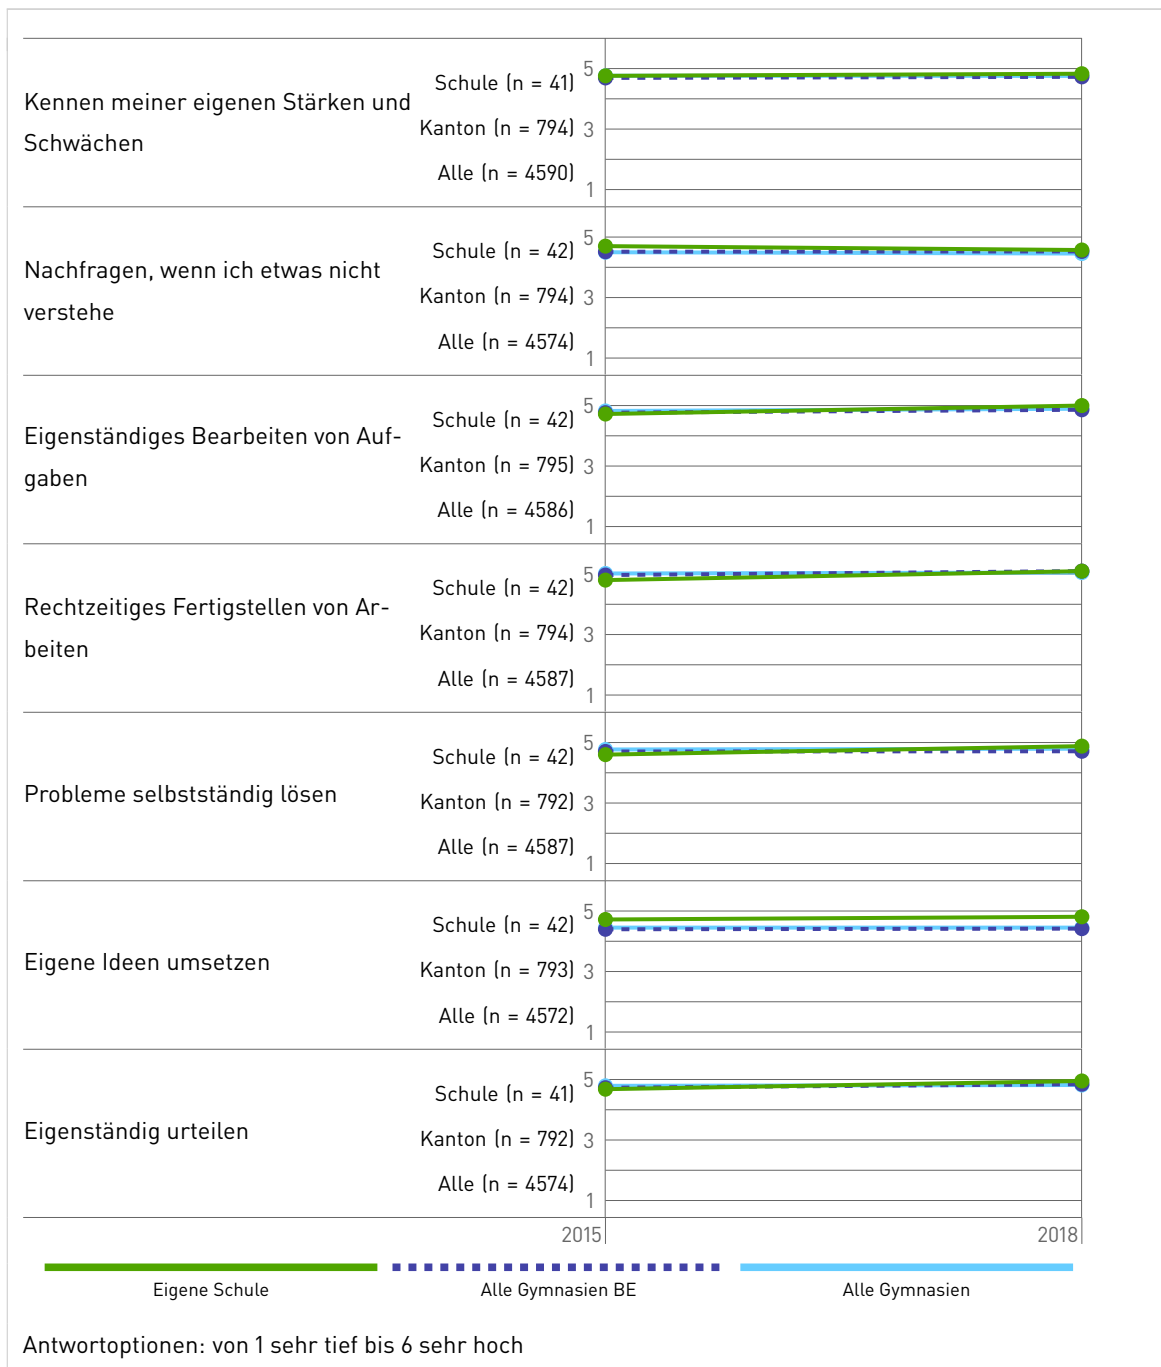 Kennen meiner eigenen Stärken und
Schwächen
Schule (n = 41)
Kanton (n = 794)
Alle (n = 4590)
5
3
1
Nachfragen, wenn ich etwas nicht
verstehe
Schule (n = 42)
Kanton (n = 794)
Alle (n = 4574)
5
3
1
Eigenständiges Bearbeiten von Auf-
gaben
Schule (n = 42)
Kanton (n = 795)
Alle (n = 4586)
5
3
1
Rechtzeitiges Fertigstellen von Ar-
beiten
Schule (n = 42)
Kanton (n = 794)
Alle (n = 4587)
5
3
1
Probleme selbstständig lösen
Schule (n = 42)
Kanton (n = 792)
Alle (n = 4587)
5
3
1
Eigene Ideen umsetzen
Schule (n = 42)
Kanton (n = 793)
Alle (n = 4572)
5
3
1
Eigenständig urteilen
Schule (n = 41)
Kanton (n = 792)
Alle (n = 4574)
5
3
1
2015 2018
Eigene Schule Alle Gymnasien BE Alle Gymnasien
Antwortoptionen: von 1 sehr tief bis 6 sehr hoch